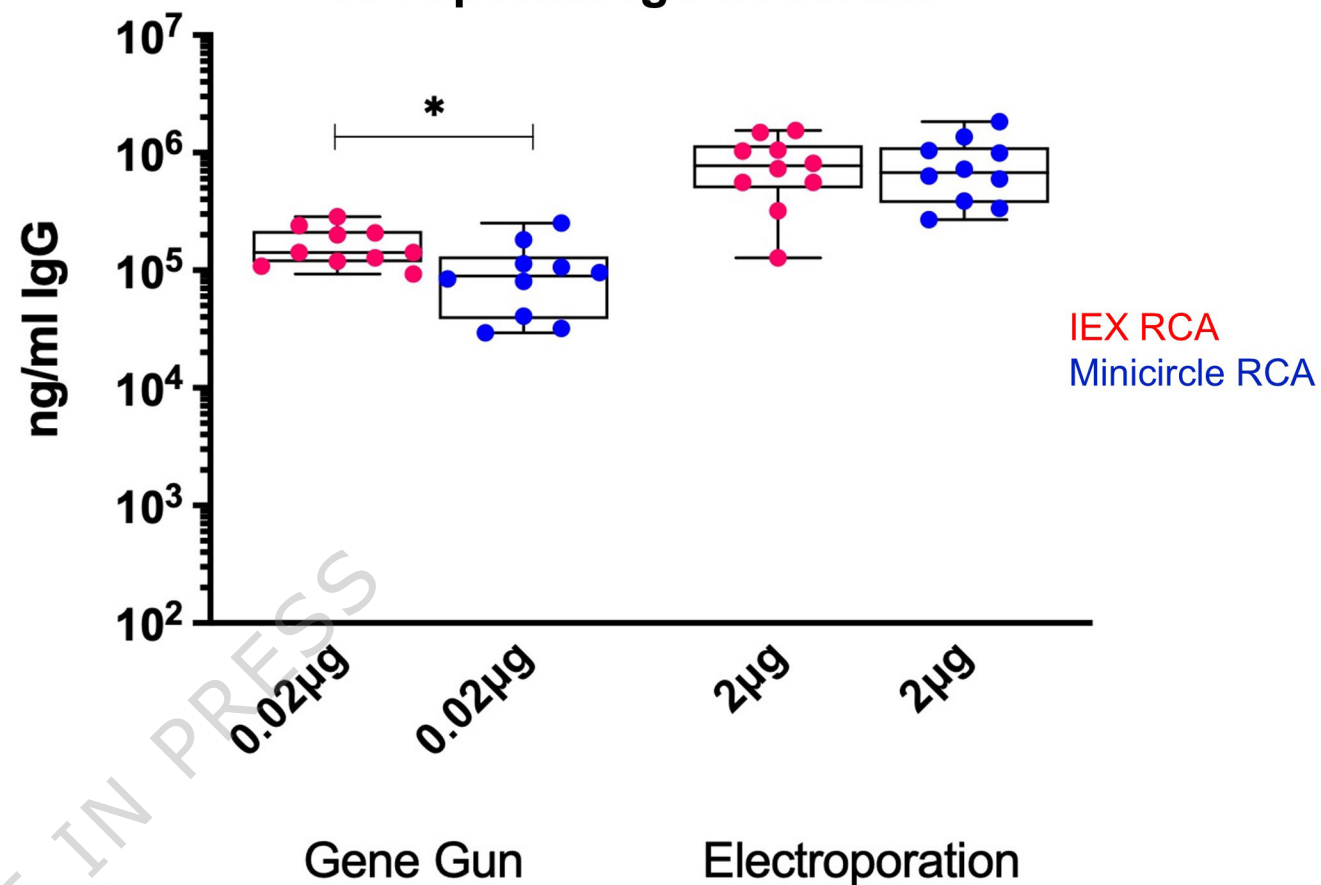 10⁷
*
10⁶
10⁵
10⁴
10³
10²
ng/ml IgG
IEX RCA
Minicircle RCA
0.02µg
0.02µg
2µg
2µg
Gene Gun
Electroporation
IN PRESS